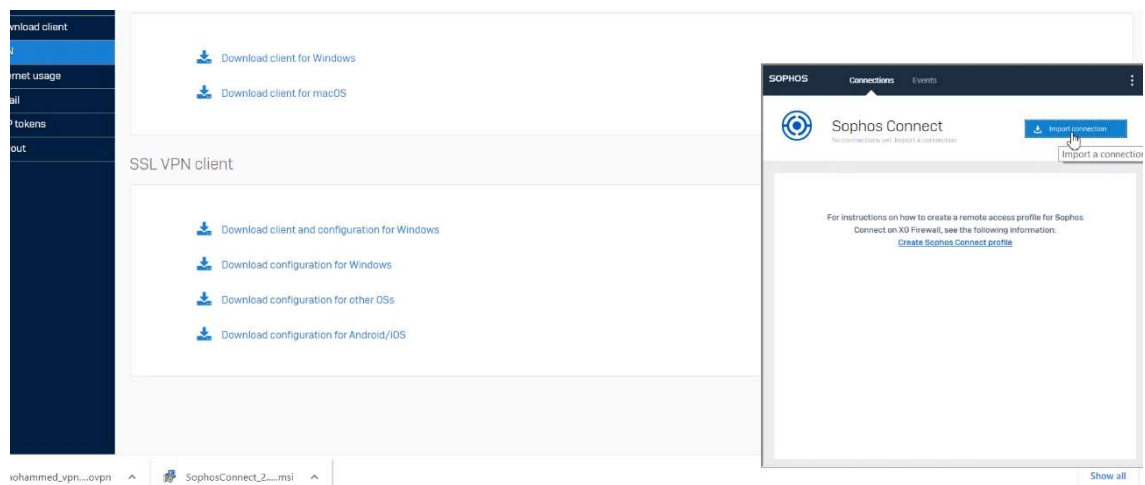 wnload client
N
ernet usage
ail
P tokens
out
Download client for Windows
Download client for macOS
SSL VPN client
Download client and configuration for Windows
Download configuration for Windows
Download configuration for other OSs
Download configuration for Android/iOS
SOPHOS
Connections
Events
Sophos Connect
No connections yet. Import a connection
Import connection
Import a connection
For instructions on how to create a remote access profile for Sophos
Connect on XG Firewall, see the following information:
Create Sophos Connect profile
ohammed_vpn....ovpn
SophosConnect_2.....msi
Show all